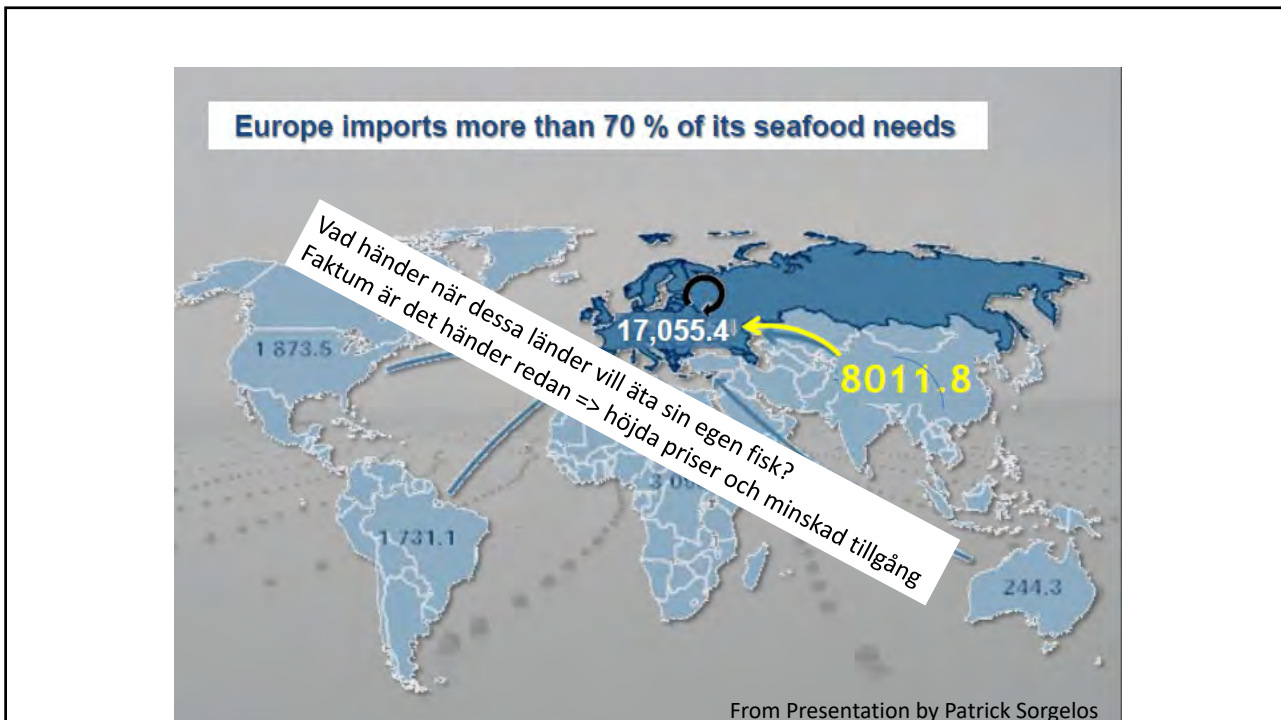 Europe imports more than 70 % of its seafood needs
Vad händer när dessa länder vill äta sin egen fisk?
Faktum är det händer redan => höjda priser och minskad tillgång
17,055.4
1 873.5
8011.8
1 731.1
244.3
From Presentation by Patrick Sorgelos